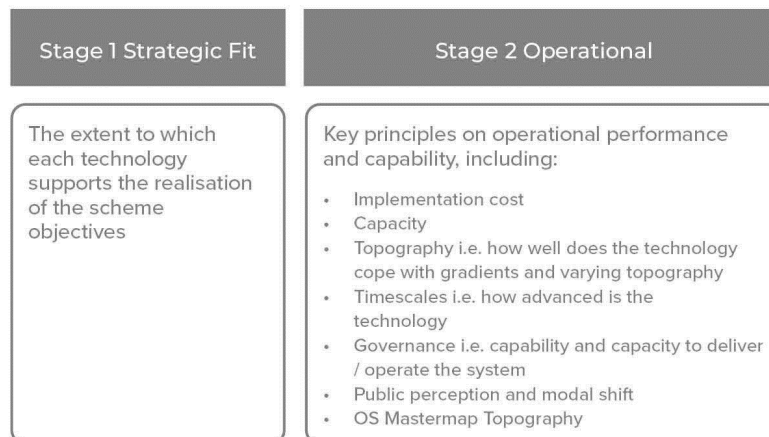 Stage 1 Strategic Fit
Stage 2 Operational
The extent to which
each technology
supports the realisation
of the scheme
objectives
Key principles on operational performance
and capability, including:
• Implementation cost
• Capacity
• Topography i.e. how well does the technology
cope with gradients and varying topography
• Timescales i.e. how advanced is the
technology
• Governance i.e. capability and capacity to deliver
/ operate the system
• Public perception and modal shift
• OS Mastermap Topography